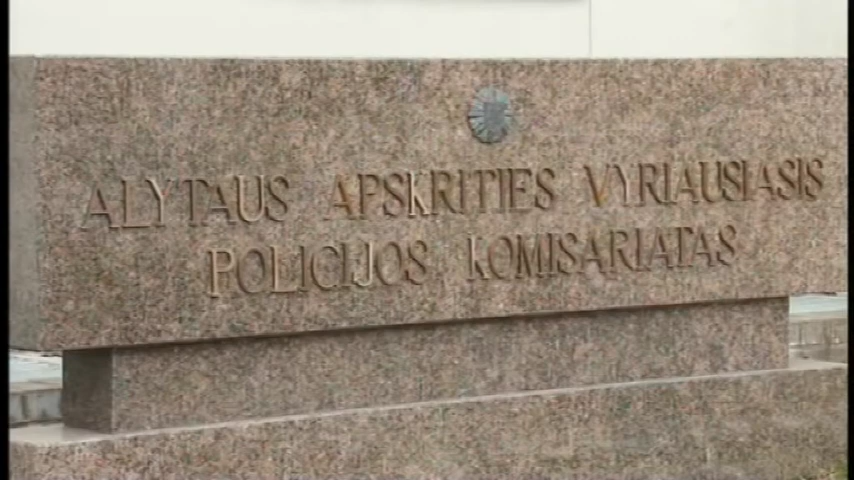 ALYTAUS APSKRITIES VYRIAUSIASIS
POLICIJOS KOMISARIATAS